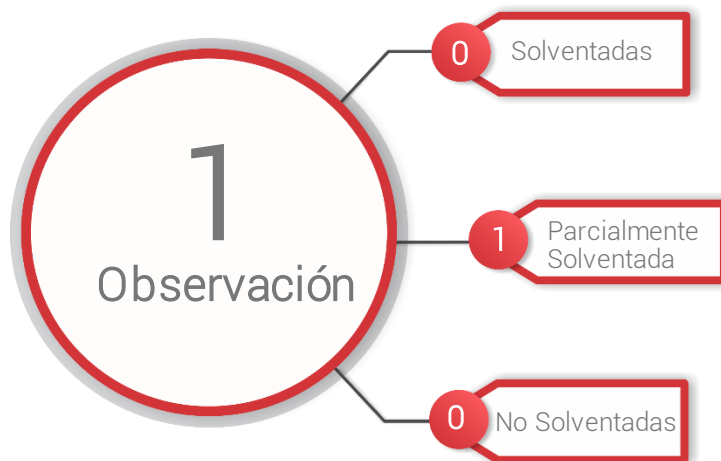 1
Observación
0
Solventadas
1
Parcialmente
Solventada
0
No Solventadas